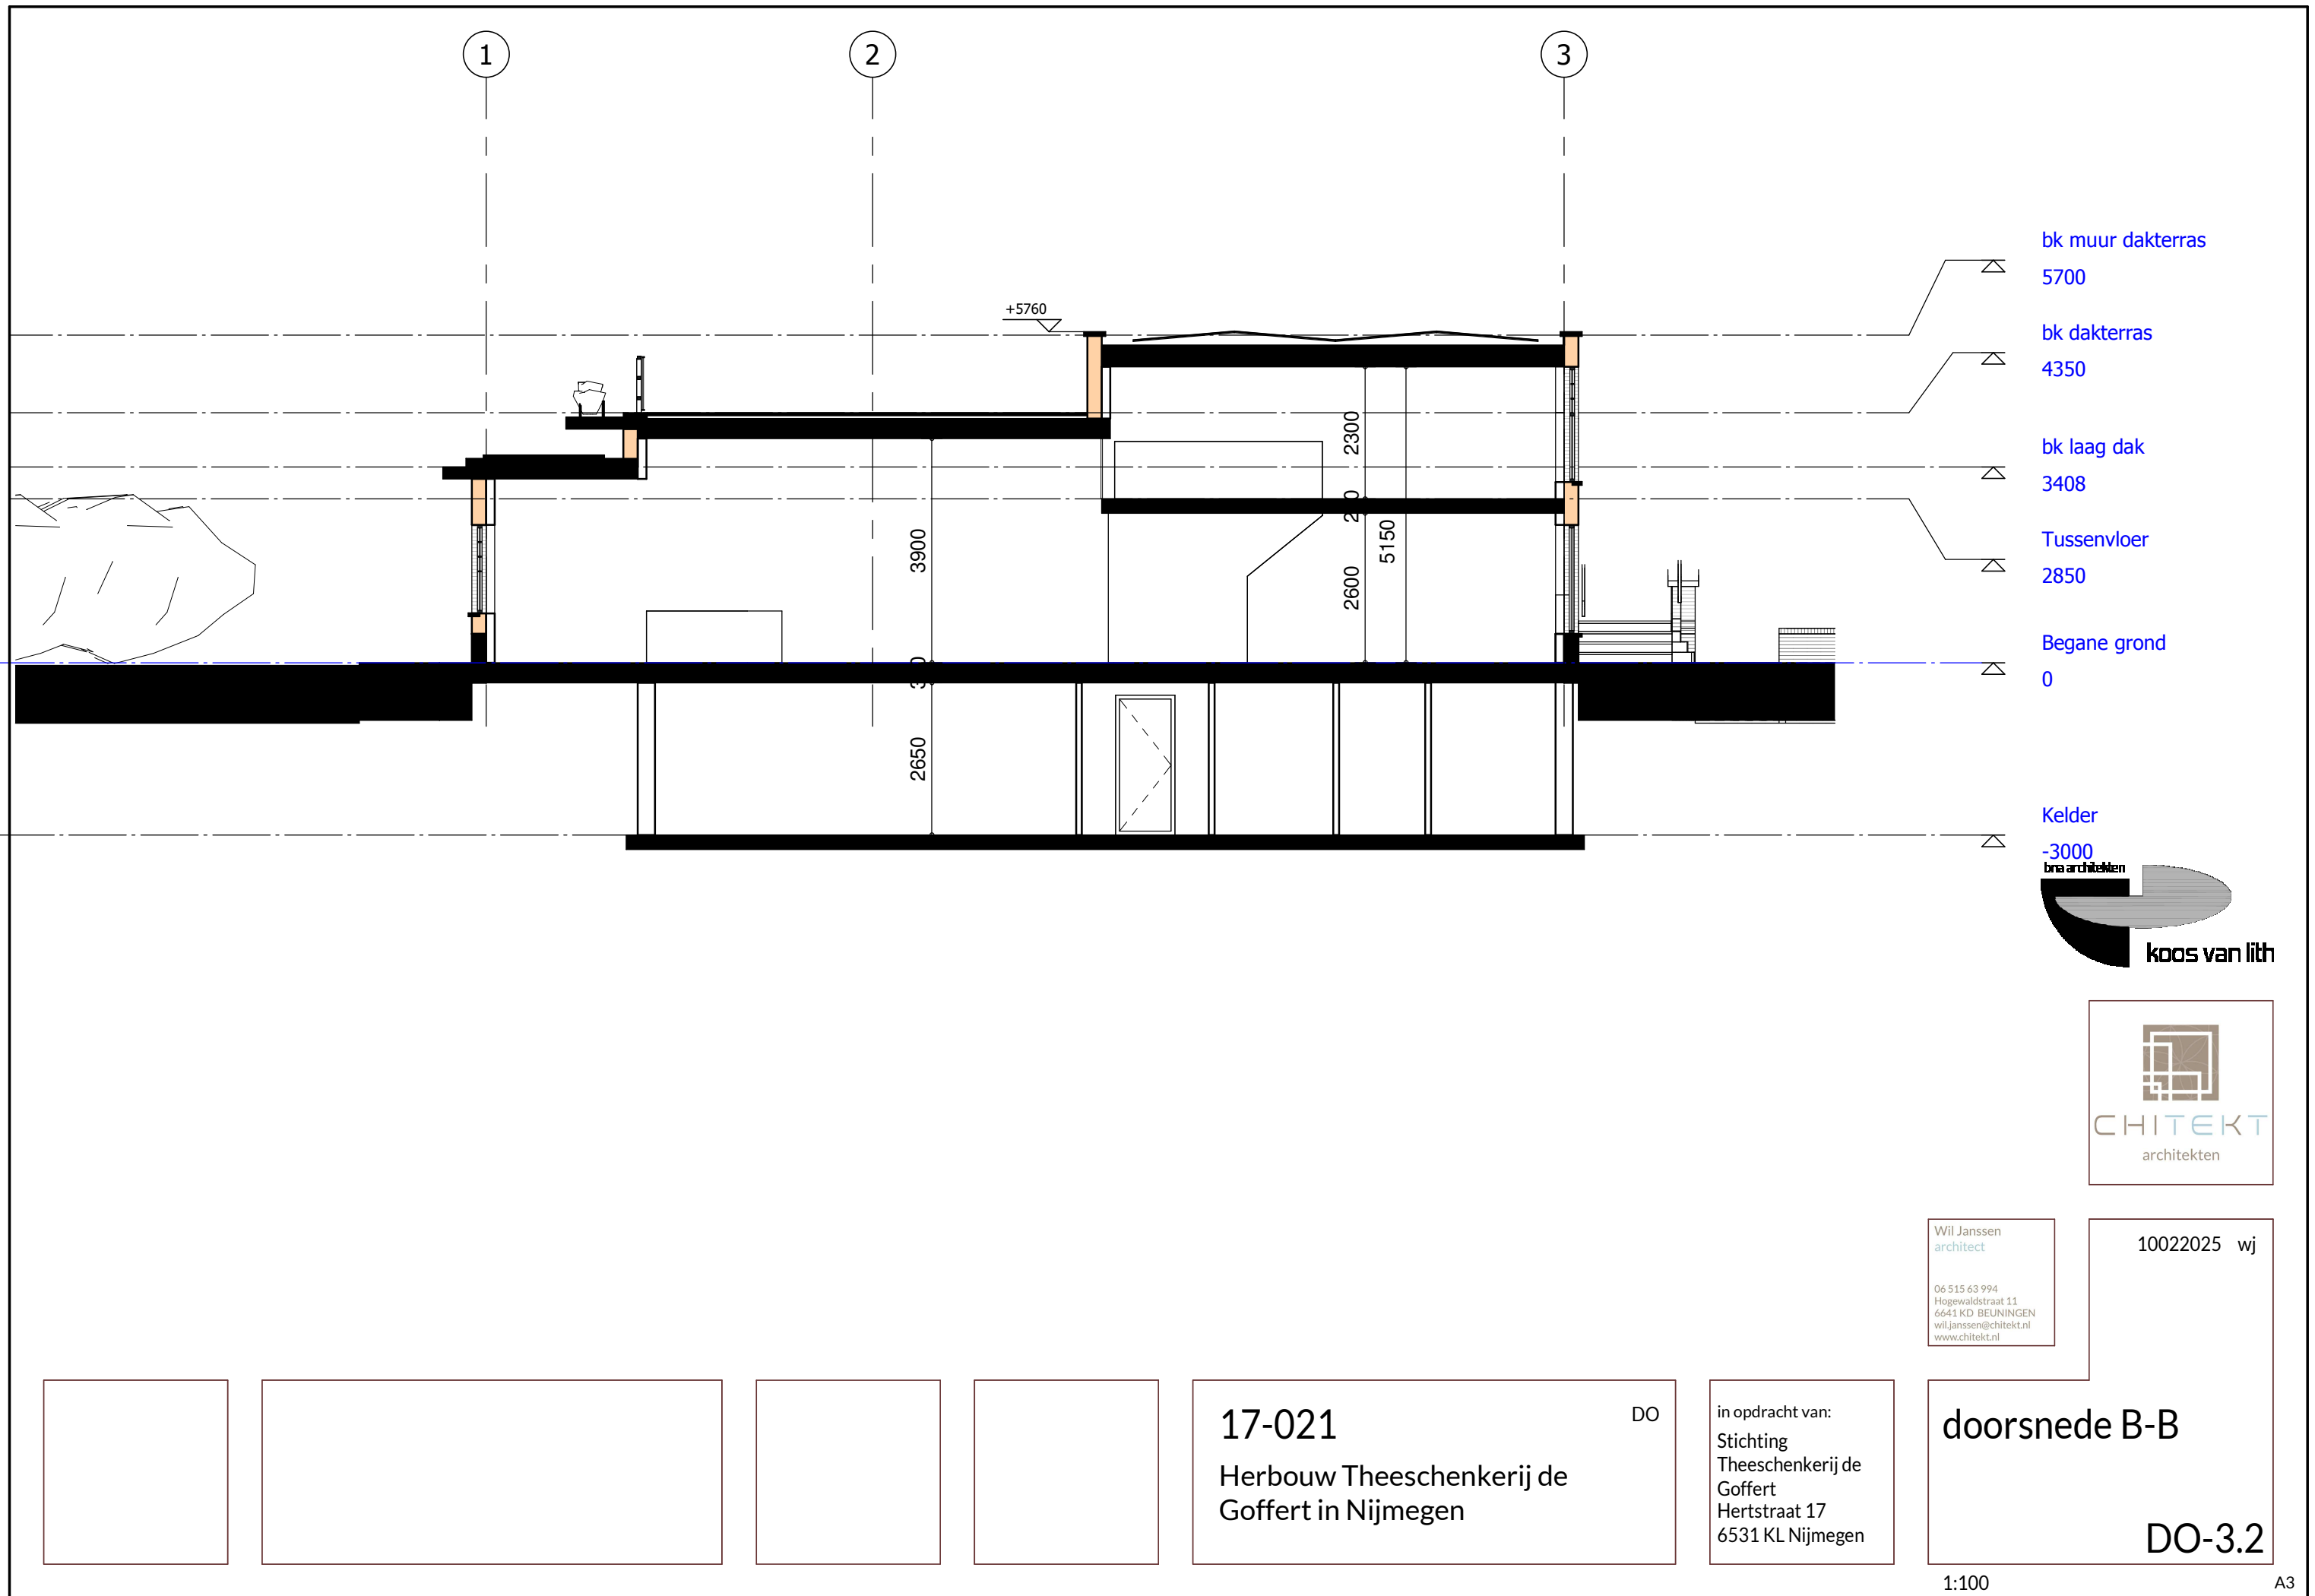 1
2
3
bk muur dakterras
5700
+5760
bk dakterras
4350
bk laag dak
3408
2300
Tussenvloer
2850
3900
5150
2600
Begane grond
0
2650
Kelder
-3000
koos van lith
CHITEKT
architekten
Wil Janssen
architect
06 515 63 994
Hogewaldstraat 11
6641 KD BEUNINGEN
wil.janssen@chitekt.nl
www.chitekt.nl
10022025 wj
17-021
DO
Herbouw Theeschenkerij de
Goffert in Nijmegen
in opdracht van:
Stichting
Theeschenkerij de
Goffert
Hertstraat 17
6531 KL Nijmegen
doorsnede B-B
DO-3.2
1:100
A3